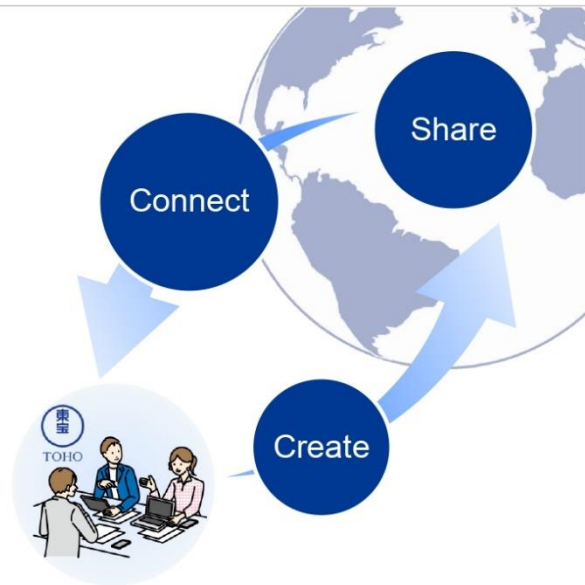 Share
Connect
Create
東
宝
TOHO